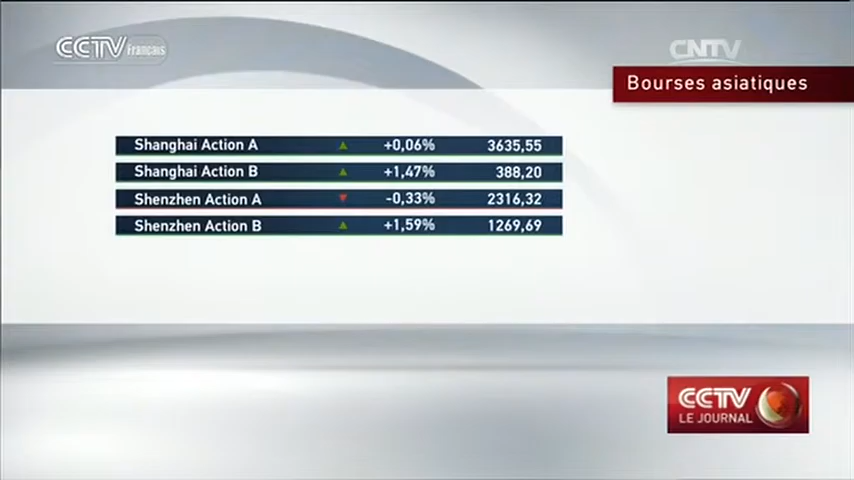 CCTV Français
CNTV
Bourses asiatiques
Shanghai Action A +0,06% 3635,55
Shanghai Action B +1,47% 388,20
Shenzhen Action A -0,33% 2316,32
Shenzhen Action B +1,59% 1269,69
CCTV
LE JOURNAL